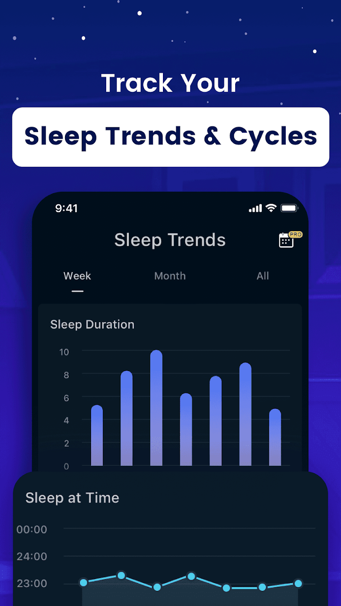 Track Your
Sleep Trends & Cycles
9:41
Sleep Trends
PRO
Week Month All
Sleep Duration
10
8
6
4
2
0
Sleep at Time
00:00
24:00
23:00